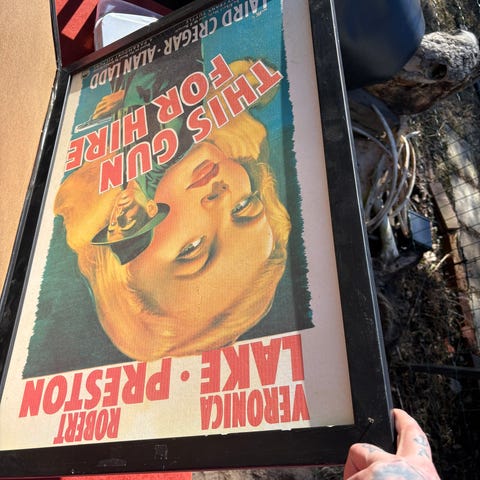 VERONICA ROBERT
LAKE · PRESTON
THIS GUN
FOR HIRE
LAIRD CREGAR · ALAN LADD